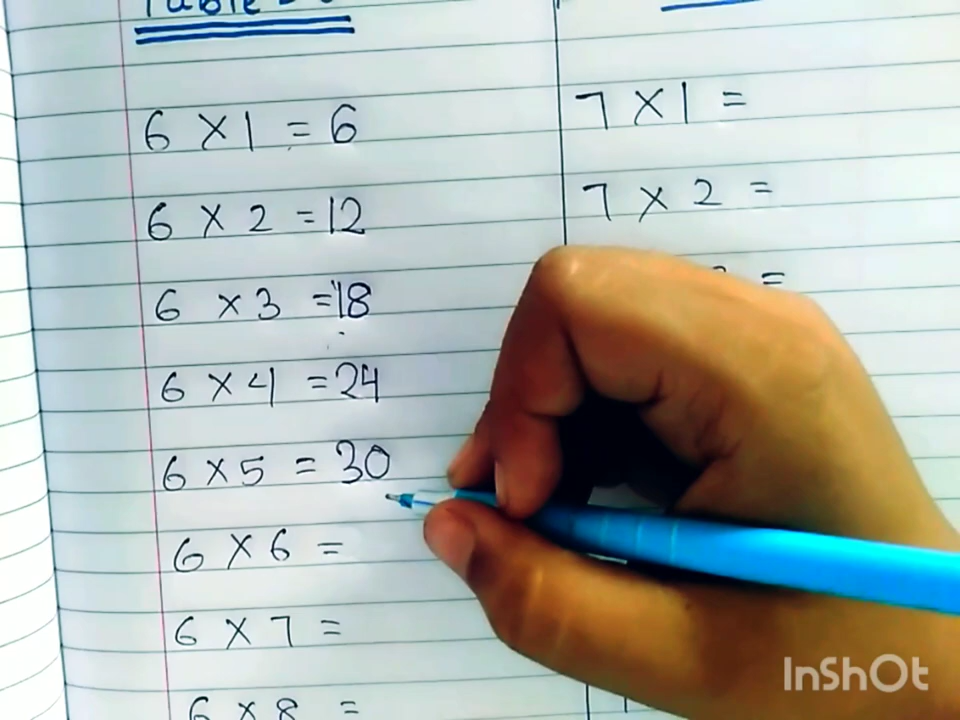 Table
6 × 1 = 6
6 × 2 = 12
6 × 3 = 18
6 × 4 = 24
6 × 5 = 30
6 × 6 =
6 × 7 =
6 × 8 =
7 × 1 =
7 × 2 =
=
InShOt